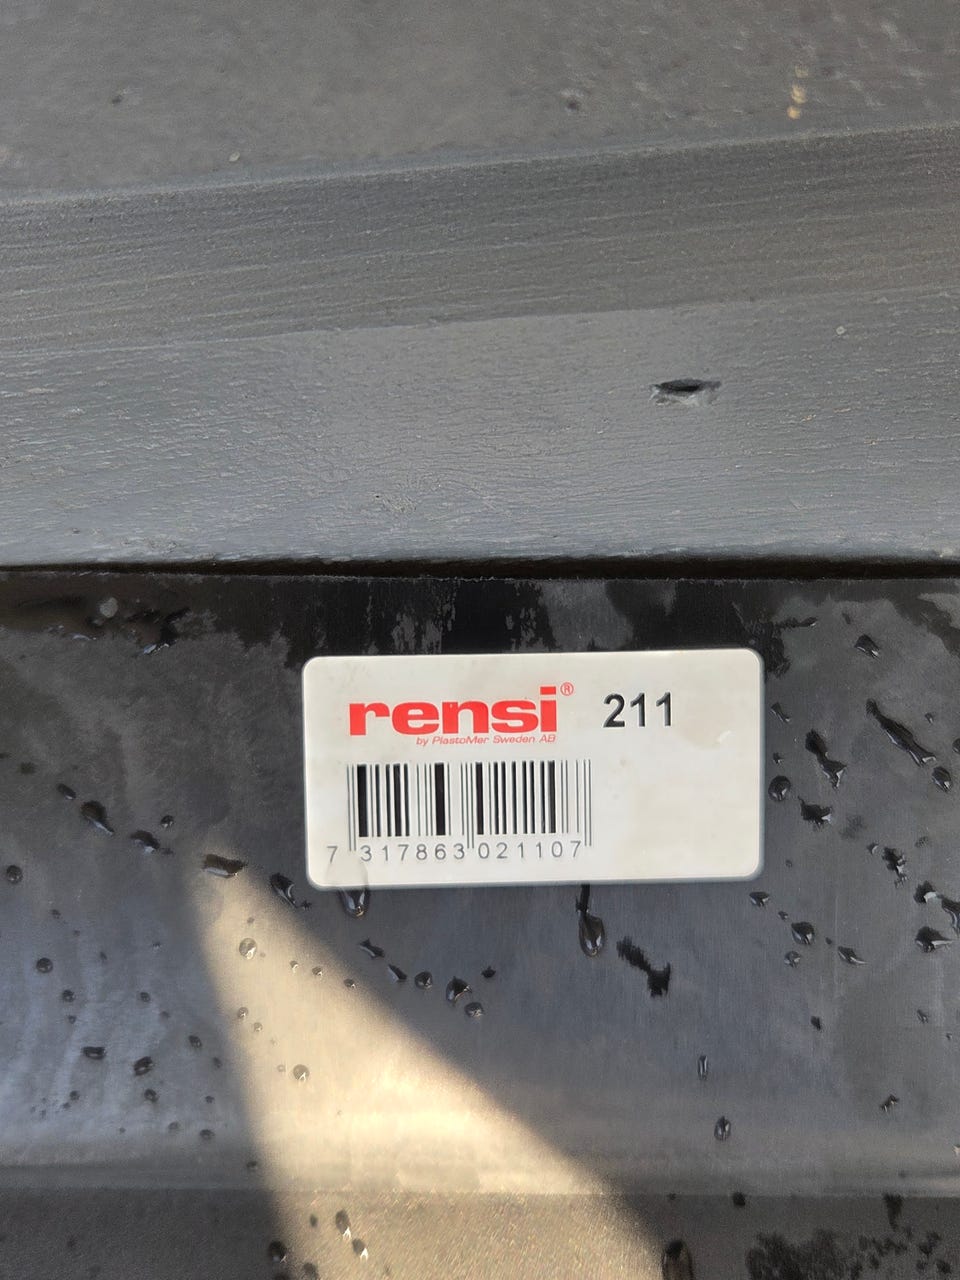 rensi® 211
by PlastoMer Sweden AB
7 317863 021107